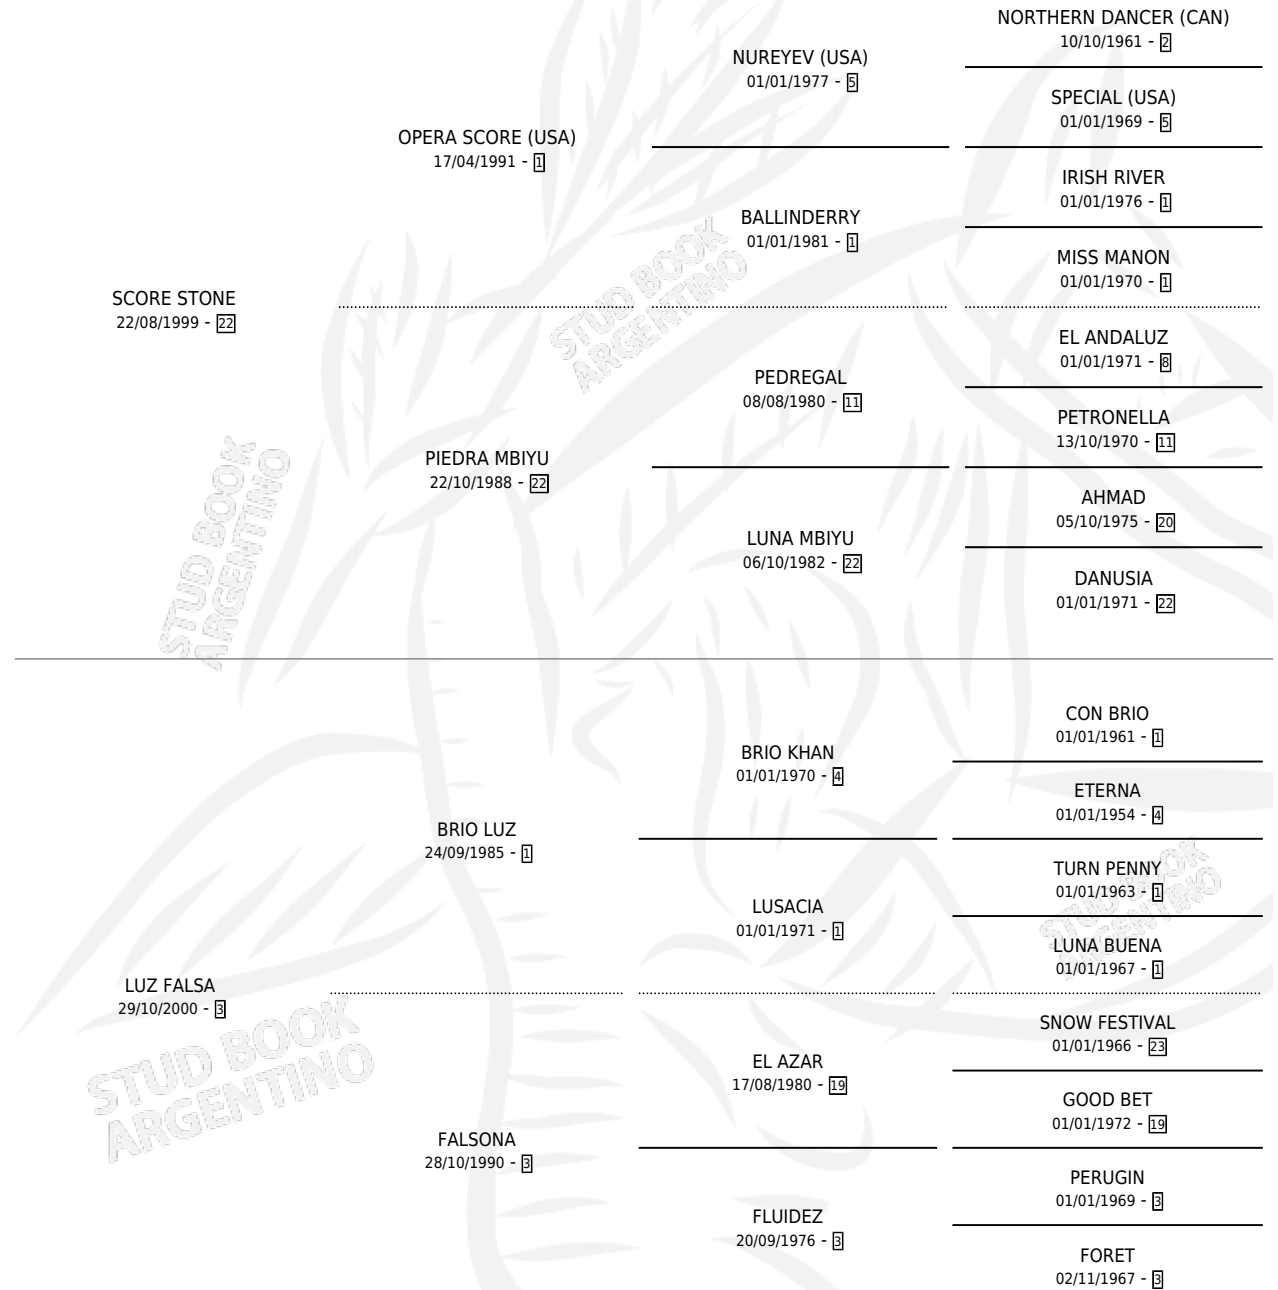 NORTHERN DANCER (CAN)
10/10/1961 - 2
NUREYEV (USA)
01/01/1977 - 5
SPECIAL (USA)
01/01/1969 - 5
OPERA SCORE (USA)
17/04/1991 - 1
IRISH RIVER
01/01/1976 - 1
BALLINDERRY
01/01/1981 - 1
MISS MANON
01/01/1970 - 1
SCORE STONE
22/08/1999 - 22
STUD BOOK
ARGENTINO
EL ANDALUZ
01/01/1971 - 8
PEDREGAL
08/08/1980 - 11
PETRONELLA
13/10/1970 - 11
PIEDRA MBIYU
22/10/1988 - 22
AHMAD
05/10/1975 - 20
LUNA MBIYU
06/10/1982 - 22
DANUSIA
01/01/1971 - 22
STUD BOOK
ARGENTINO
CON BRIO
01/01/1961 - 1
BRIO KHAN
01/01/1970 - 4
ETERNA
01/01/1954 - 4
BRIO LUZ
24/09/1985 - 1
TURN PENNY
01/01/1963 - 1
LUSACIA
01/01/1971 - 1
STUD BOOK
ARGENTINO
LUNA BUENA
01/01/1967 - 1
LUZ FALSA
29/10/2000 - 3
SNOW FESTIVAL
01/01/1966 - 23
EL AZAR
17/08/1980 - 19
STUD BOOK
ARGENTINO
GOOD BET
01/01/1972 - 19
FALSONA
28/10/1990 - 3
PERUGIN
01/01/1969 - 3
FLUIDEZ
20/09/1976 - 3
FORET
02/11/1967 - 3